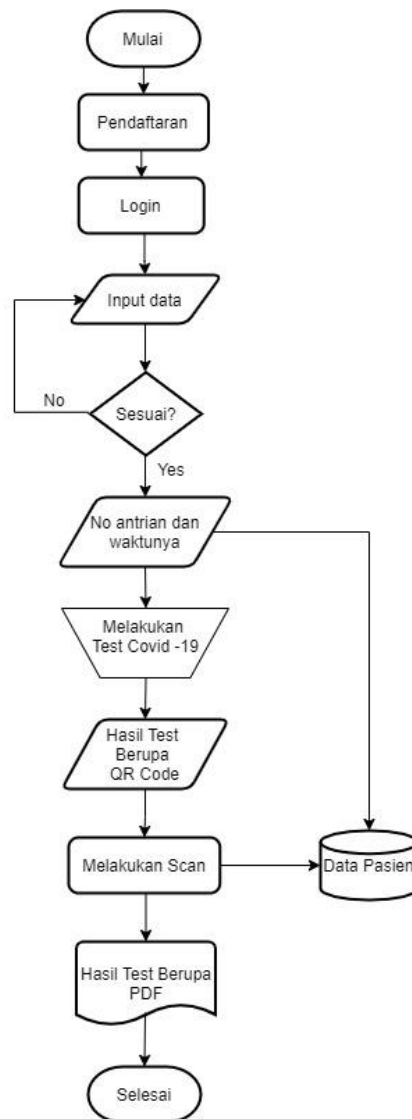 Mulai
Pendaftaran
Login
Input data
No
Sesuai?
Yes
No antrian dan
waktunya
Melakukan
Test Covid -19
Hasil Test
Berupa
QR Code
Melakukan Scan
Data Pasien
Hasil Test Berupa
PDF
Selesai